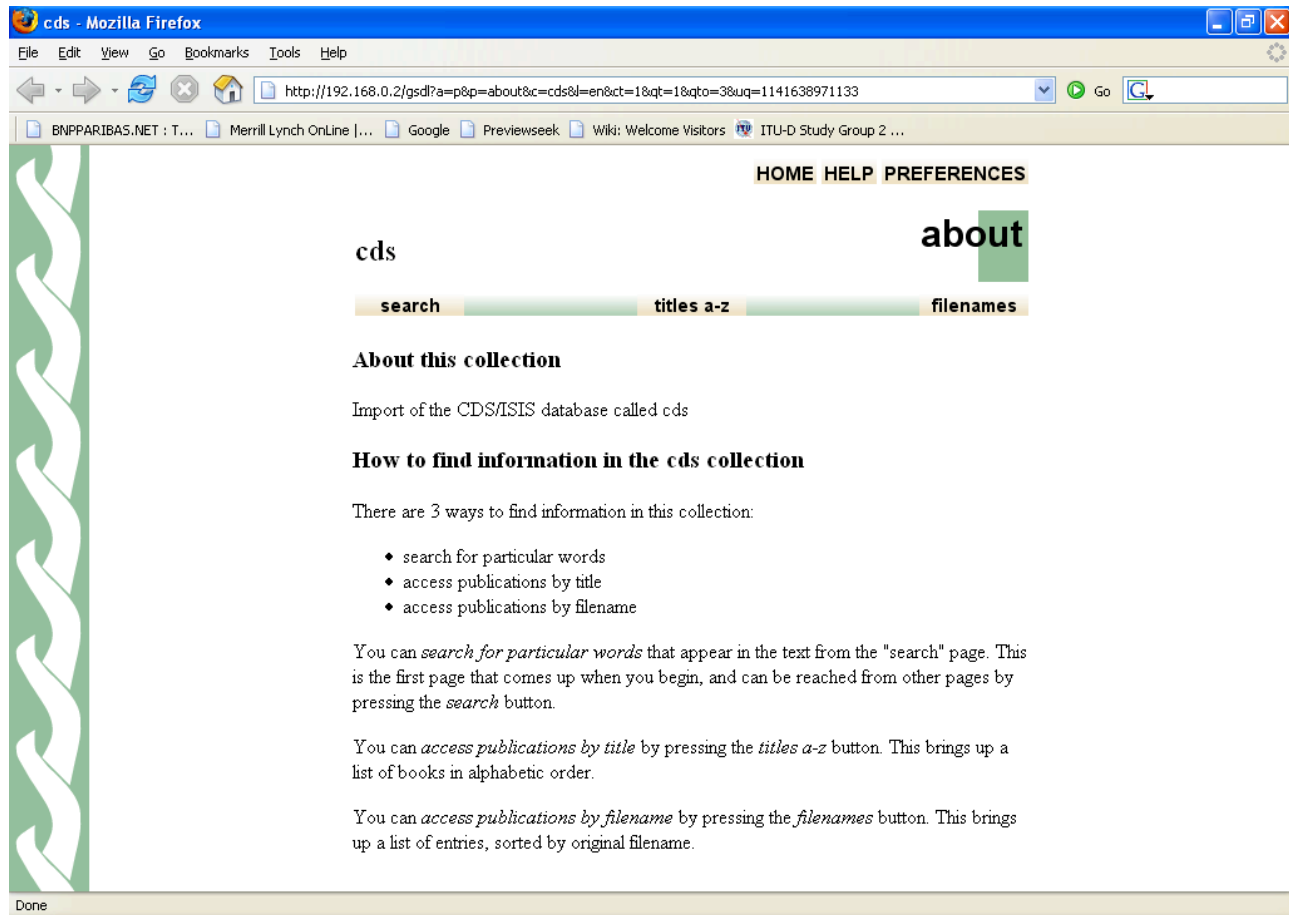 cds - Mozilla Firefox
File Edit View Go Bookmarks Tools Help
http://192.168.0.2/gsdl?a=p&p=about&c=cds&l=en&ct=1&qt=1&qto=3&uq=1141638971133 Go G
BNPPARIBAS.NET : T... Merrill Lynch OnLine |... Google Previewseek Wiki: Welcome Visitors ITU ITU-D Study Group 2 ...
HOME HELP PREFERENCES
about
cds
search titles a-z filenames
About this collection
Import of the CDS/ISIS database called cds
How to find information in the cds collection
There are 3 ways to find information in this collection:
• search for particular words
• access publications by title
• access publications by filename
You can search for particular words that appear in the text from the "search" page. This
is the first page that comes up when you begin, and can be reached from other pages by
pressing the search button.
You can access publications by title by pressing the titles a-z button. This brings up a
list of books in alphabetic order.
You can access publications by filename by pressing the filenames button. This brings
up a list of entries, sorted by original filename.
Done